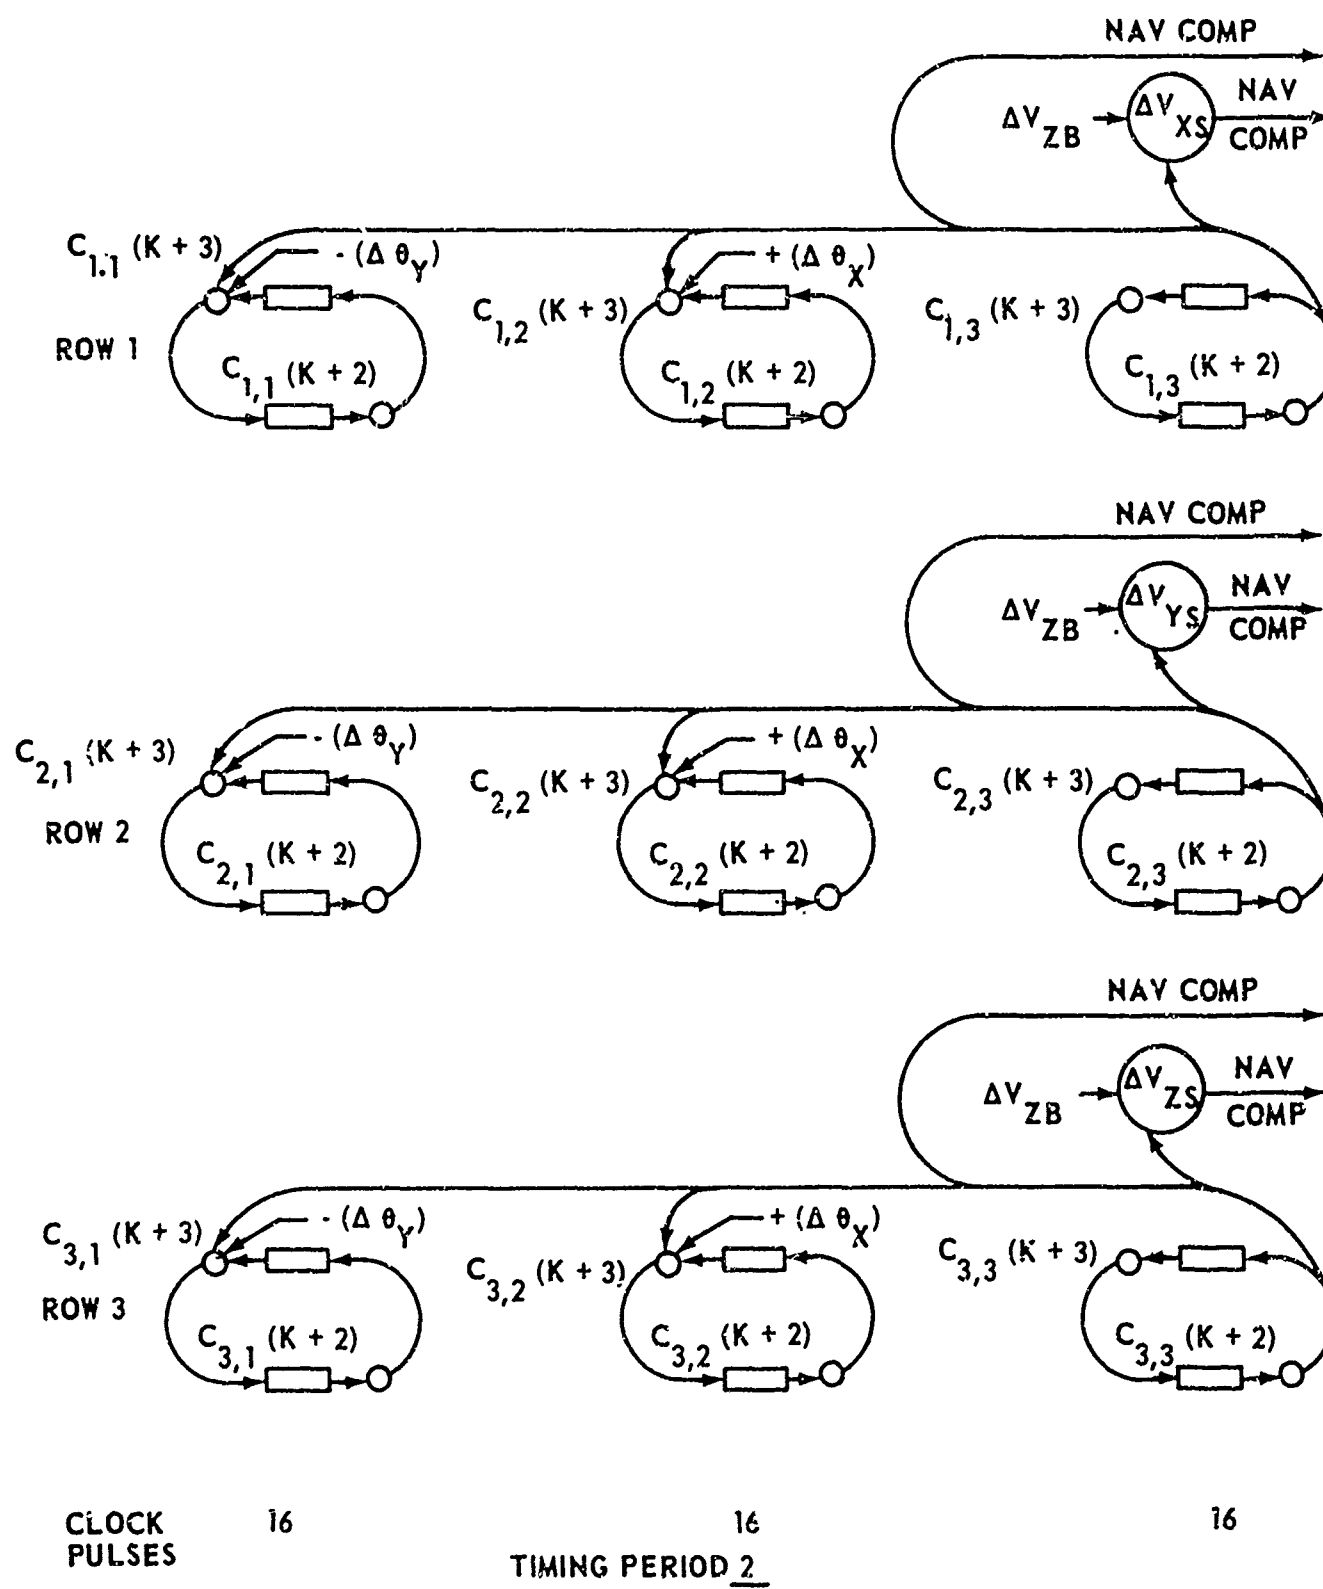 NAV COMP
ΔV_ZB ΔV_XS NAV COMP
C_1.1 (K + 3) - (Δ θ_Y) + (Δ θ_X)
C_1,2 (K + 3) C_1,3 (K + 3)
ROW 1
C_1,1 (K + 2) C_1,2 (K + 2) C_1,3 (K + 2)
NAV COMP
ΔV_ZB ΔV_YS NAV COMP
C_2,1 (K + 3) - (Δ θ_Y) + (Δ θ_X)
C_2,2 (K + 3) C_2,3 (K + 3)
ROW 2
C_2,1 (K + 2) C_2,2 (K + 2) C_2,3 (K + 2)
NAV COMP
ΔV_ZB ΔV_ZS NAV COMP
C_3,1 (K + 3) - (Δ θ_Y) + (Δ θ_X)
C_3,2 (K + 3) C_3,3 (K + 3)
ROW 3
C_3,1 (K + 2) C_3,2 (K + 2) C_3,3 (K + 2)
CLOCK PULSES 16 16 16
TIMING PERIOD 2